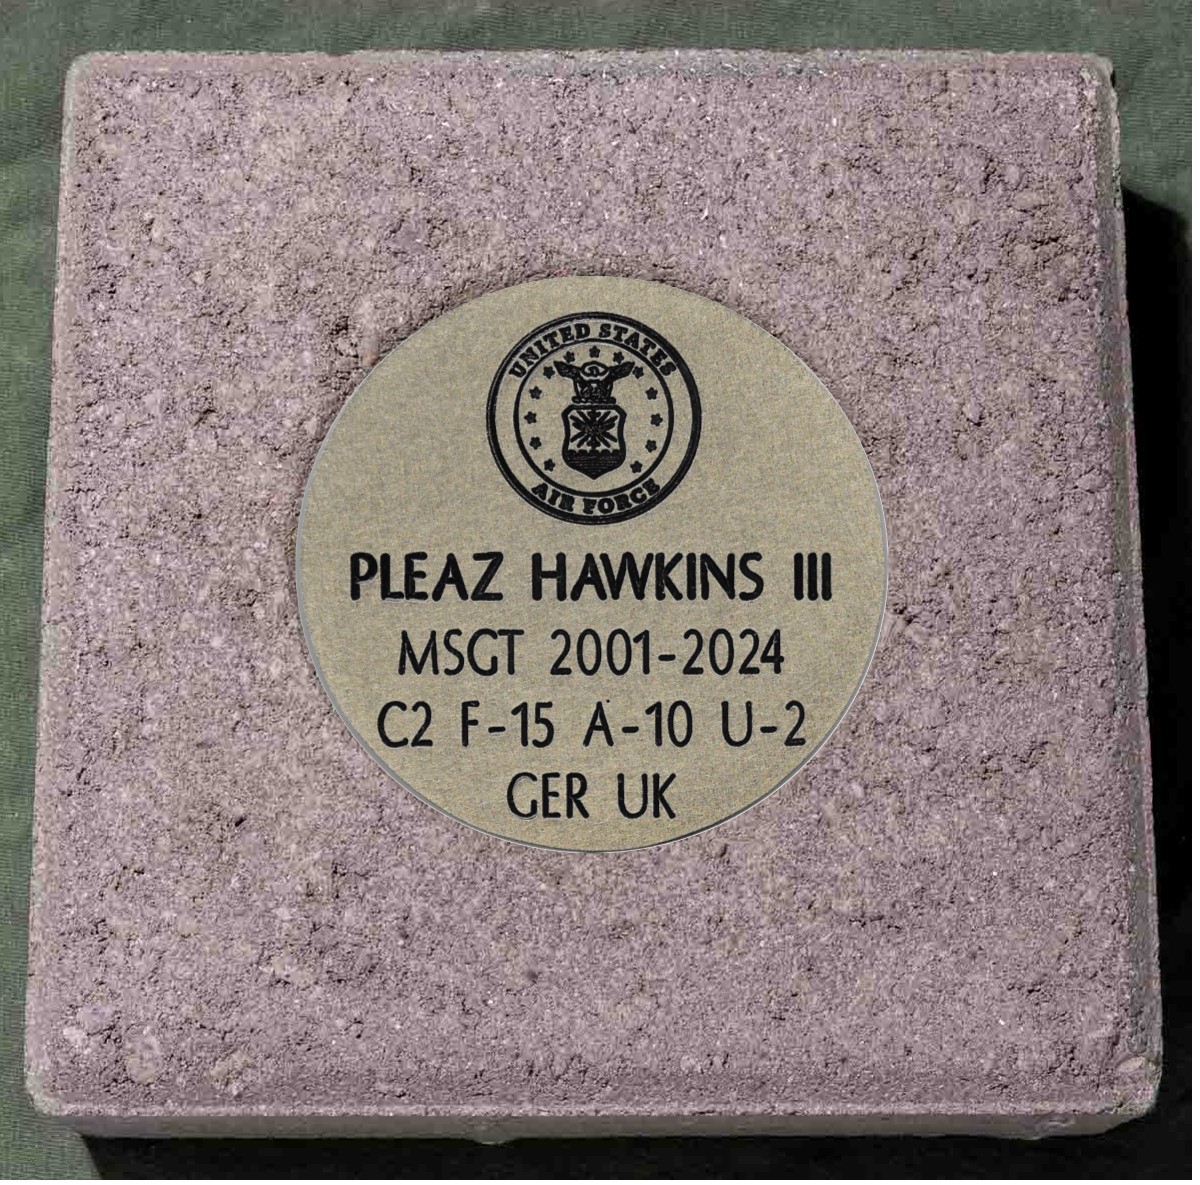 UNITED STATES
AIR FORCE
PLEAZ HAWKINS III
MSGT 2001-2024
C2 F-15 A-10 U-2
GER UK